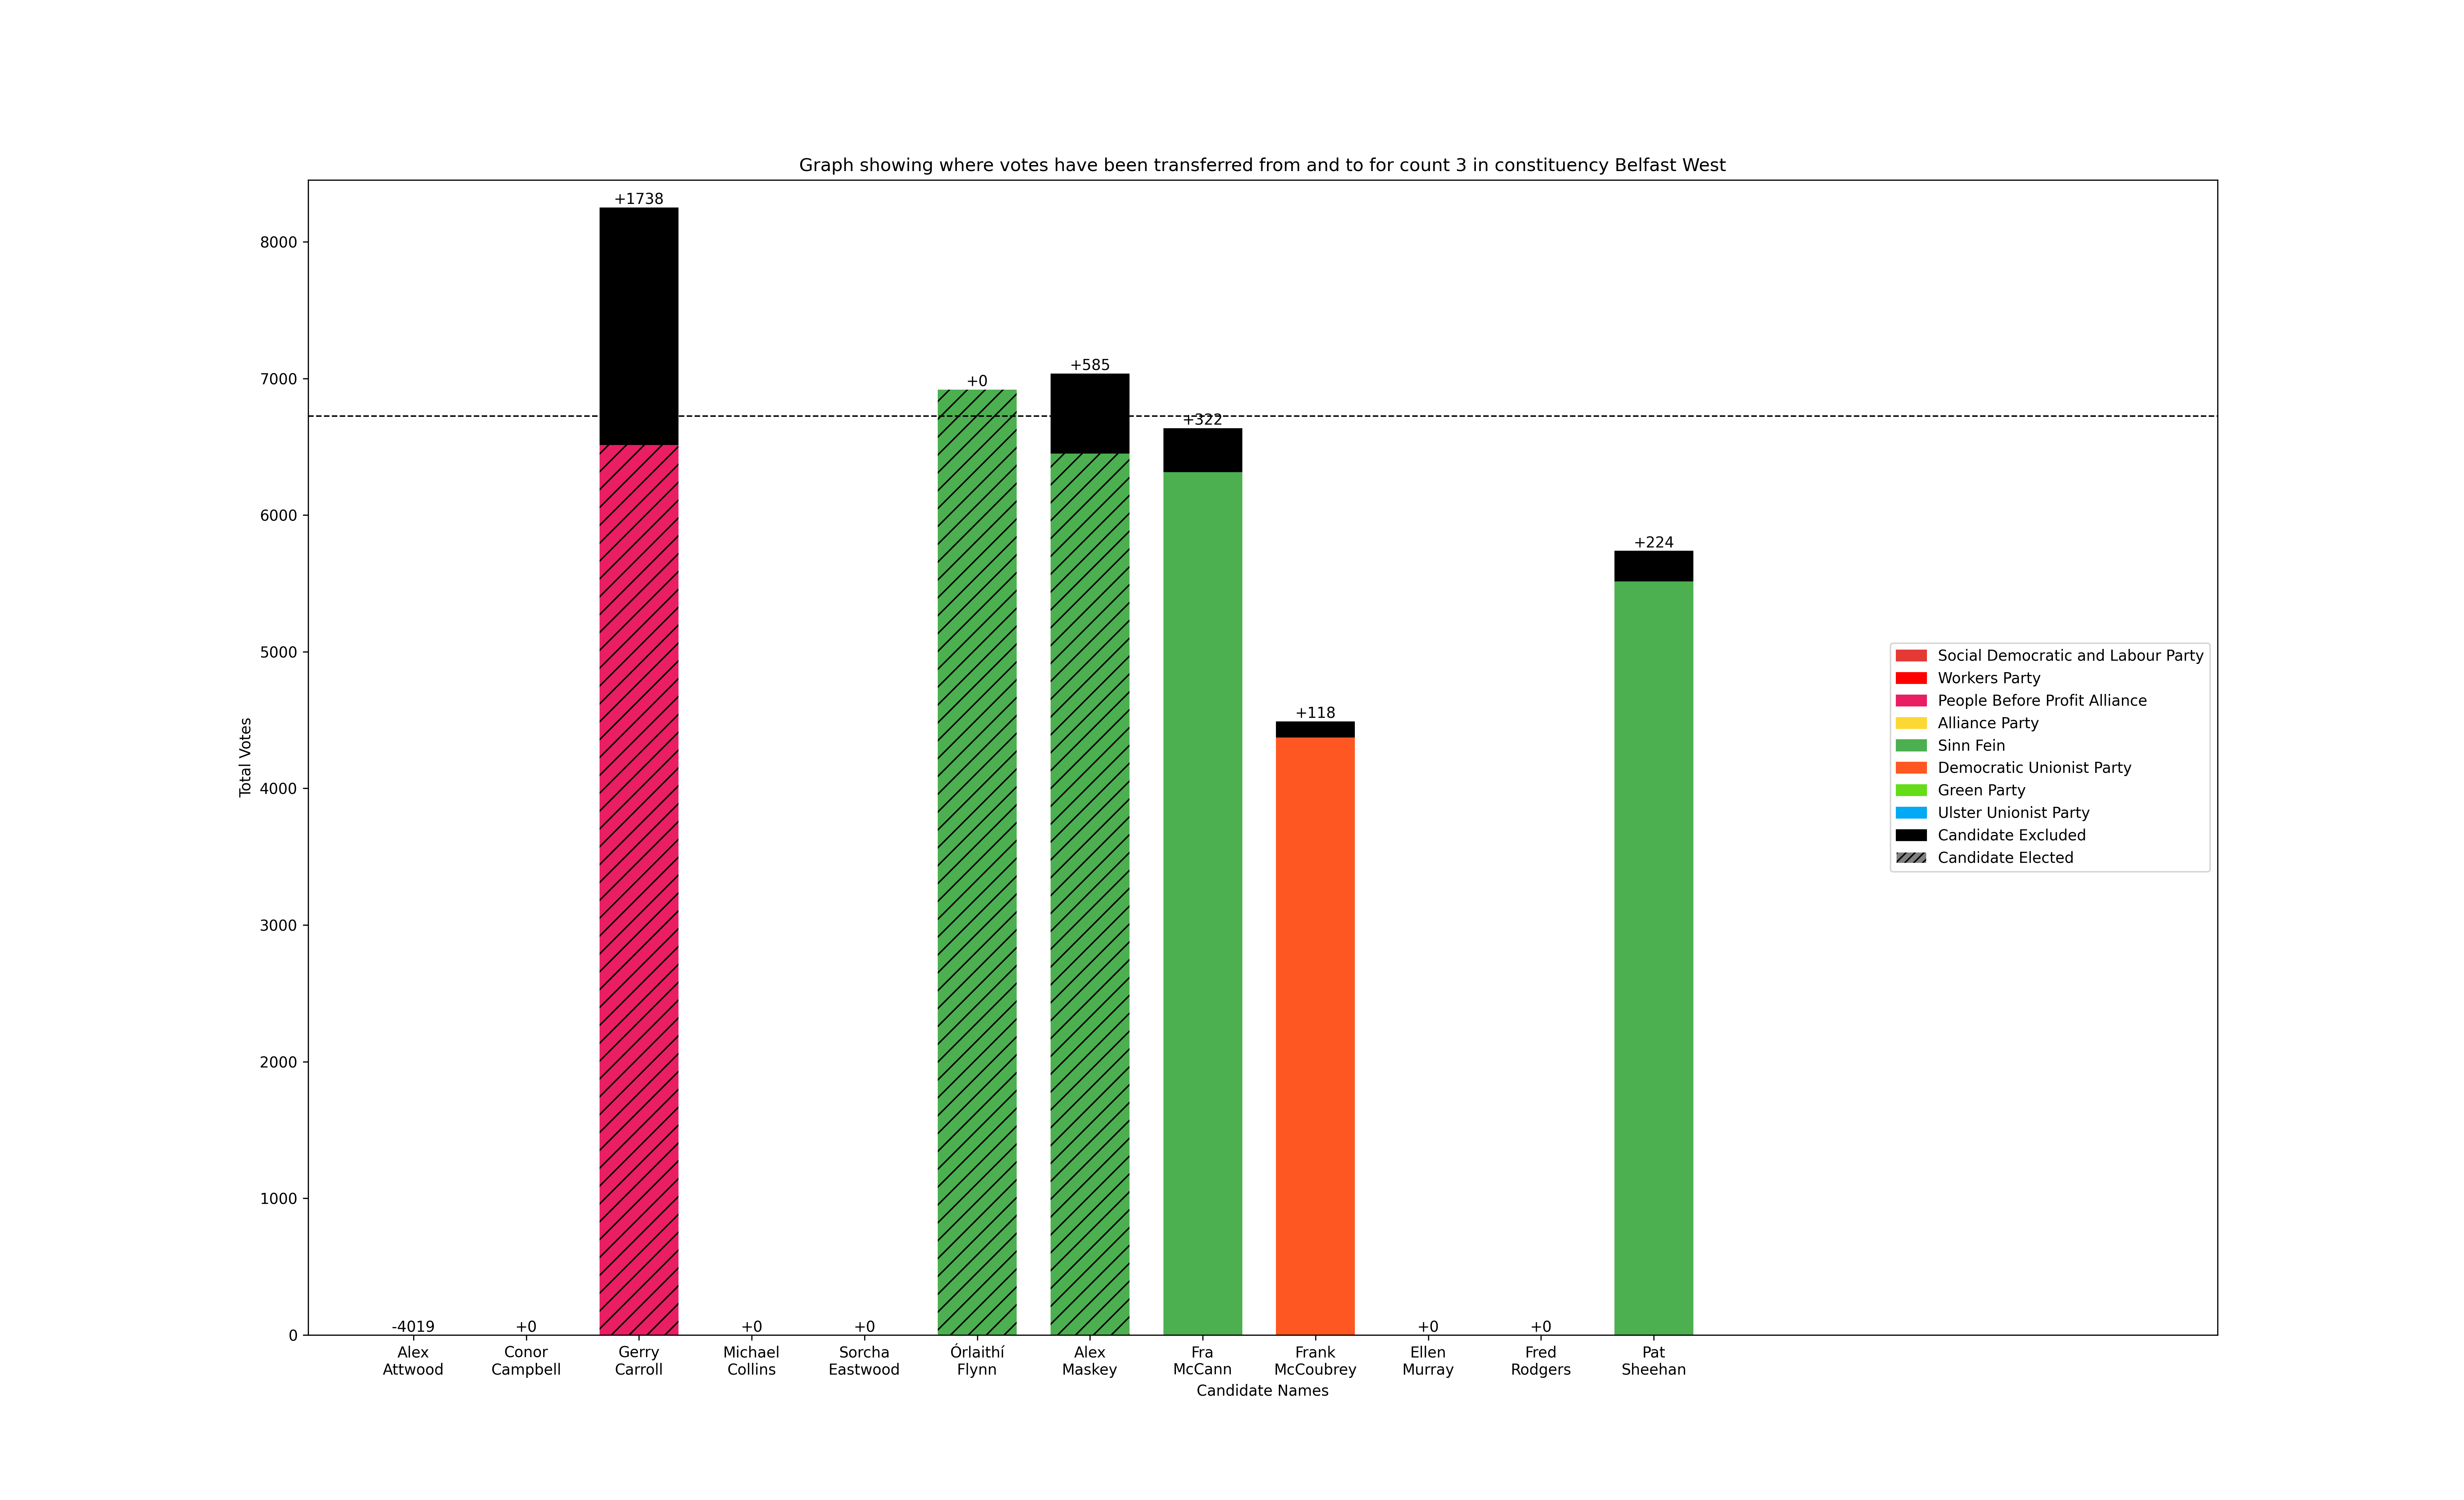 Graph showing where votes have been transferred from and to for count 3 in constituency Belfast West
+1738
8000
+585
7000
+0
+322
6000
+224
5000
Social Democratic and Labour Party
Workers Party
People Before Profit Alliance
Alliance Party
Sinn Fein
Democratic Unionist Party
Green Party
Ulster Unionist Party
Candidate Excluded
Candidate Elected
+118
Total Votes
4000
3000
2000
1000
0
-4019
+0
+0
+0
+0
+0
Alex
Attwood
Conor
Campbell
Gerry
Carroll
Michael
Collins
Sorcha
Eastwood
Órlaithí
Flynn
Alex
Maskey
Fra
McCann
Frank
McCoubrey
Ellen
Murray
Fred
Rodgers
Pat
Sheehan
Candidate Names